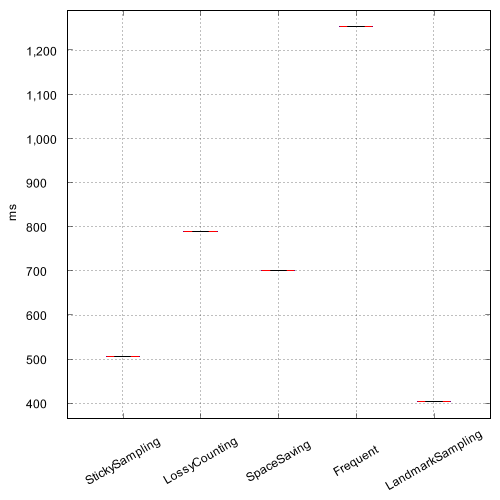 1,200
1,100
1,000
900
800
700
600
500
400
ms
StickySampling
LossyCounting
SpaceSaving
Frequent
LandmarkSampling